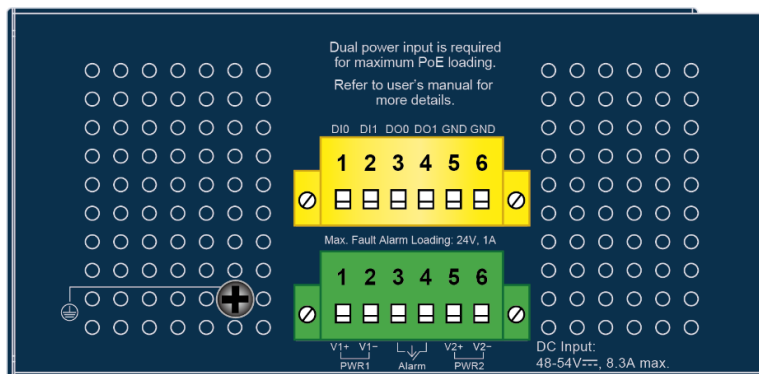 Dual power input is required
for maximum PoE loading.
Refer to user's manual for
more details.
DI0 DI1 DO0 DO1 GND GND
1 2 3 4 5 6
Max. Fault Alarm Loading: 24V, 1A
1 2 3 4 5 6
V1+ V1− V2+ V2−
PWR1 Alarm PWR2
DC Input:
48-54V⎓, 8.3A max.